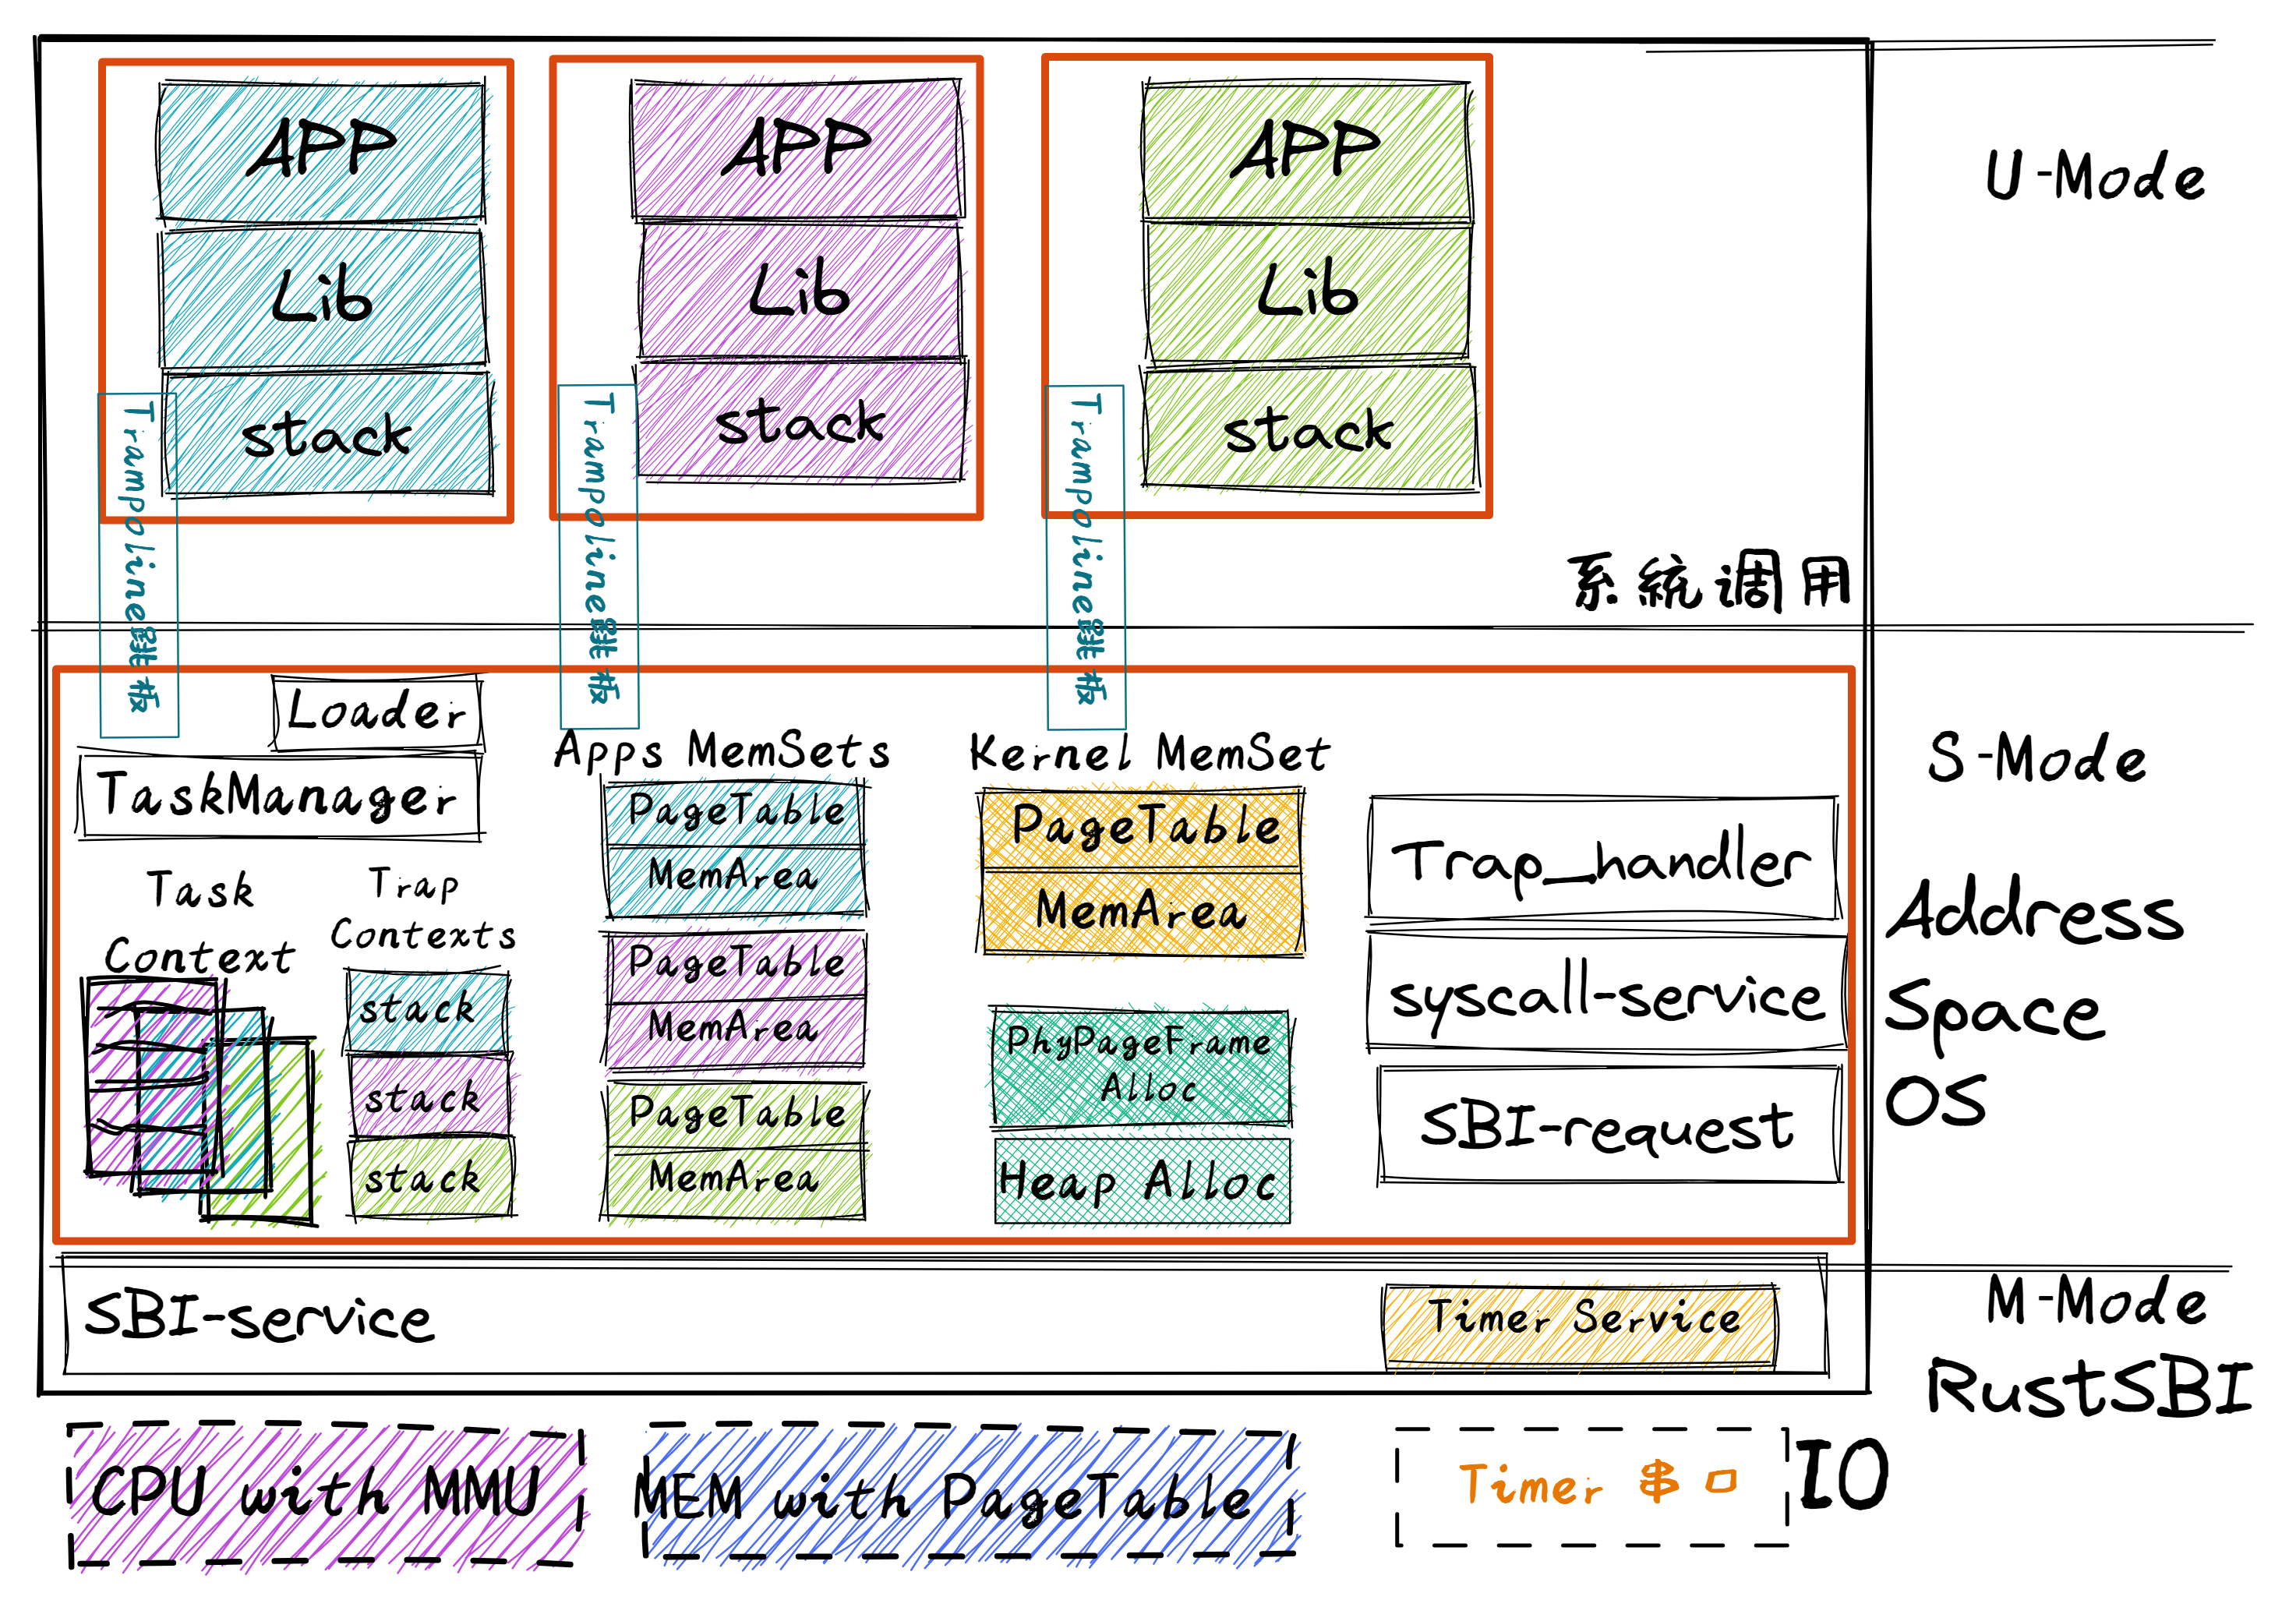 APP
Lib
stack
APP
Lib
stack
APP
Lib
stack
U-Mode
Trampoline跳板
Trampoline跳板
Trampoline跳板
系统调用
Loader
TaskManager
Task
Context
Trap
Contexts
stack
stack
stack
Apps MemSets
PageTable
MemArea
PageTable
MemArea
PageTable
MemArea
Kernel MemSet
PageTable
MemArea
PhyPageFrame
Alloc
Heap Alloc
Trap_handler
syscall-service
SBI-request
S-Mode
Address
Space
OS
SBI-service
Timer Service
M-Mode
RustSBI
CPU with MMU
MEM with PageTable
Timer 串口
IO